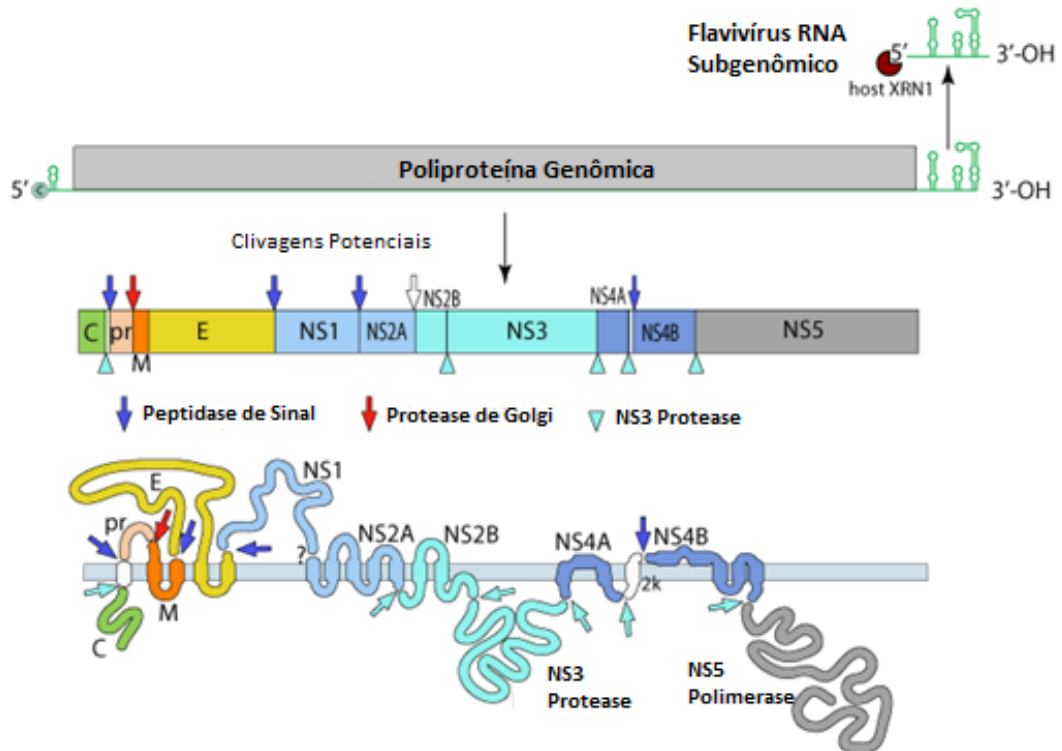 Flavivírus RNA
Subgenômico
5'
3'-OH
host XRN1
Poliproteína Genômica
5'
c
3'-OH
Clivagens Potenciais
C
pr
M
E
NS1
NS2A
NS2B
NS3
NS4A
NS4B
NS5
Peptidase de Sinal
Protease de Golgi
NS3 Protease
E
NS1
pr
?
NS2A
NS2B
NS4A
NS4B
2k
M
C
NS3
Protease
NS5
Polimerase